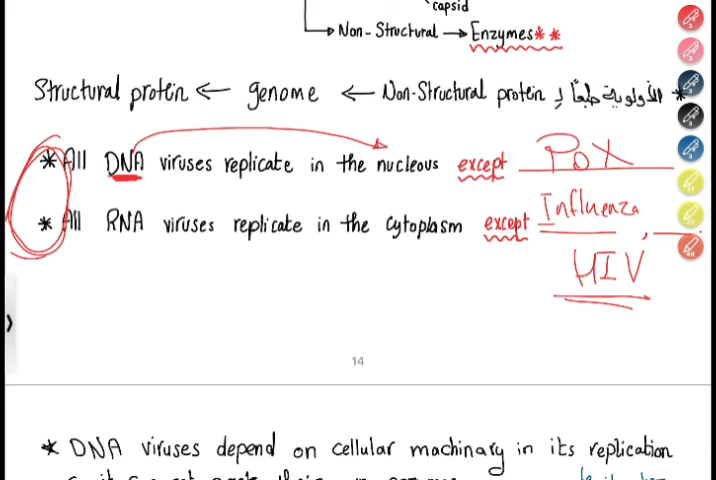 capsid
Non-Structural → Enzymes**
* الأولوية طبعًا لـ Non-Structural protein ← genome ← Structural protein
* All DNA viruses replicate in the nucleous except Pox
* All RNA viruses replicate in the cytoplasm except Influenza,
HIV
14
* DNA viruses depend on cellular machinary in its replication